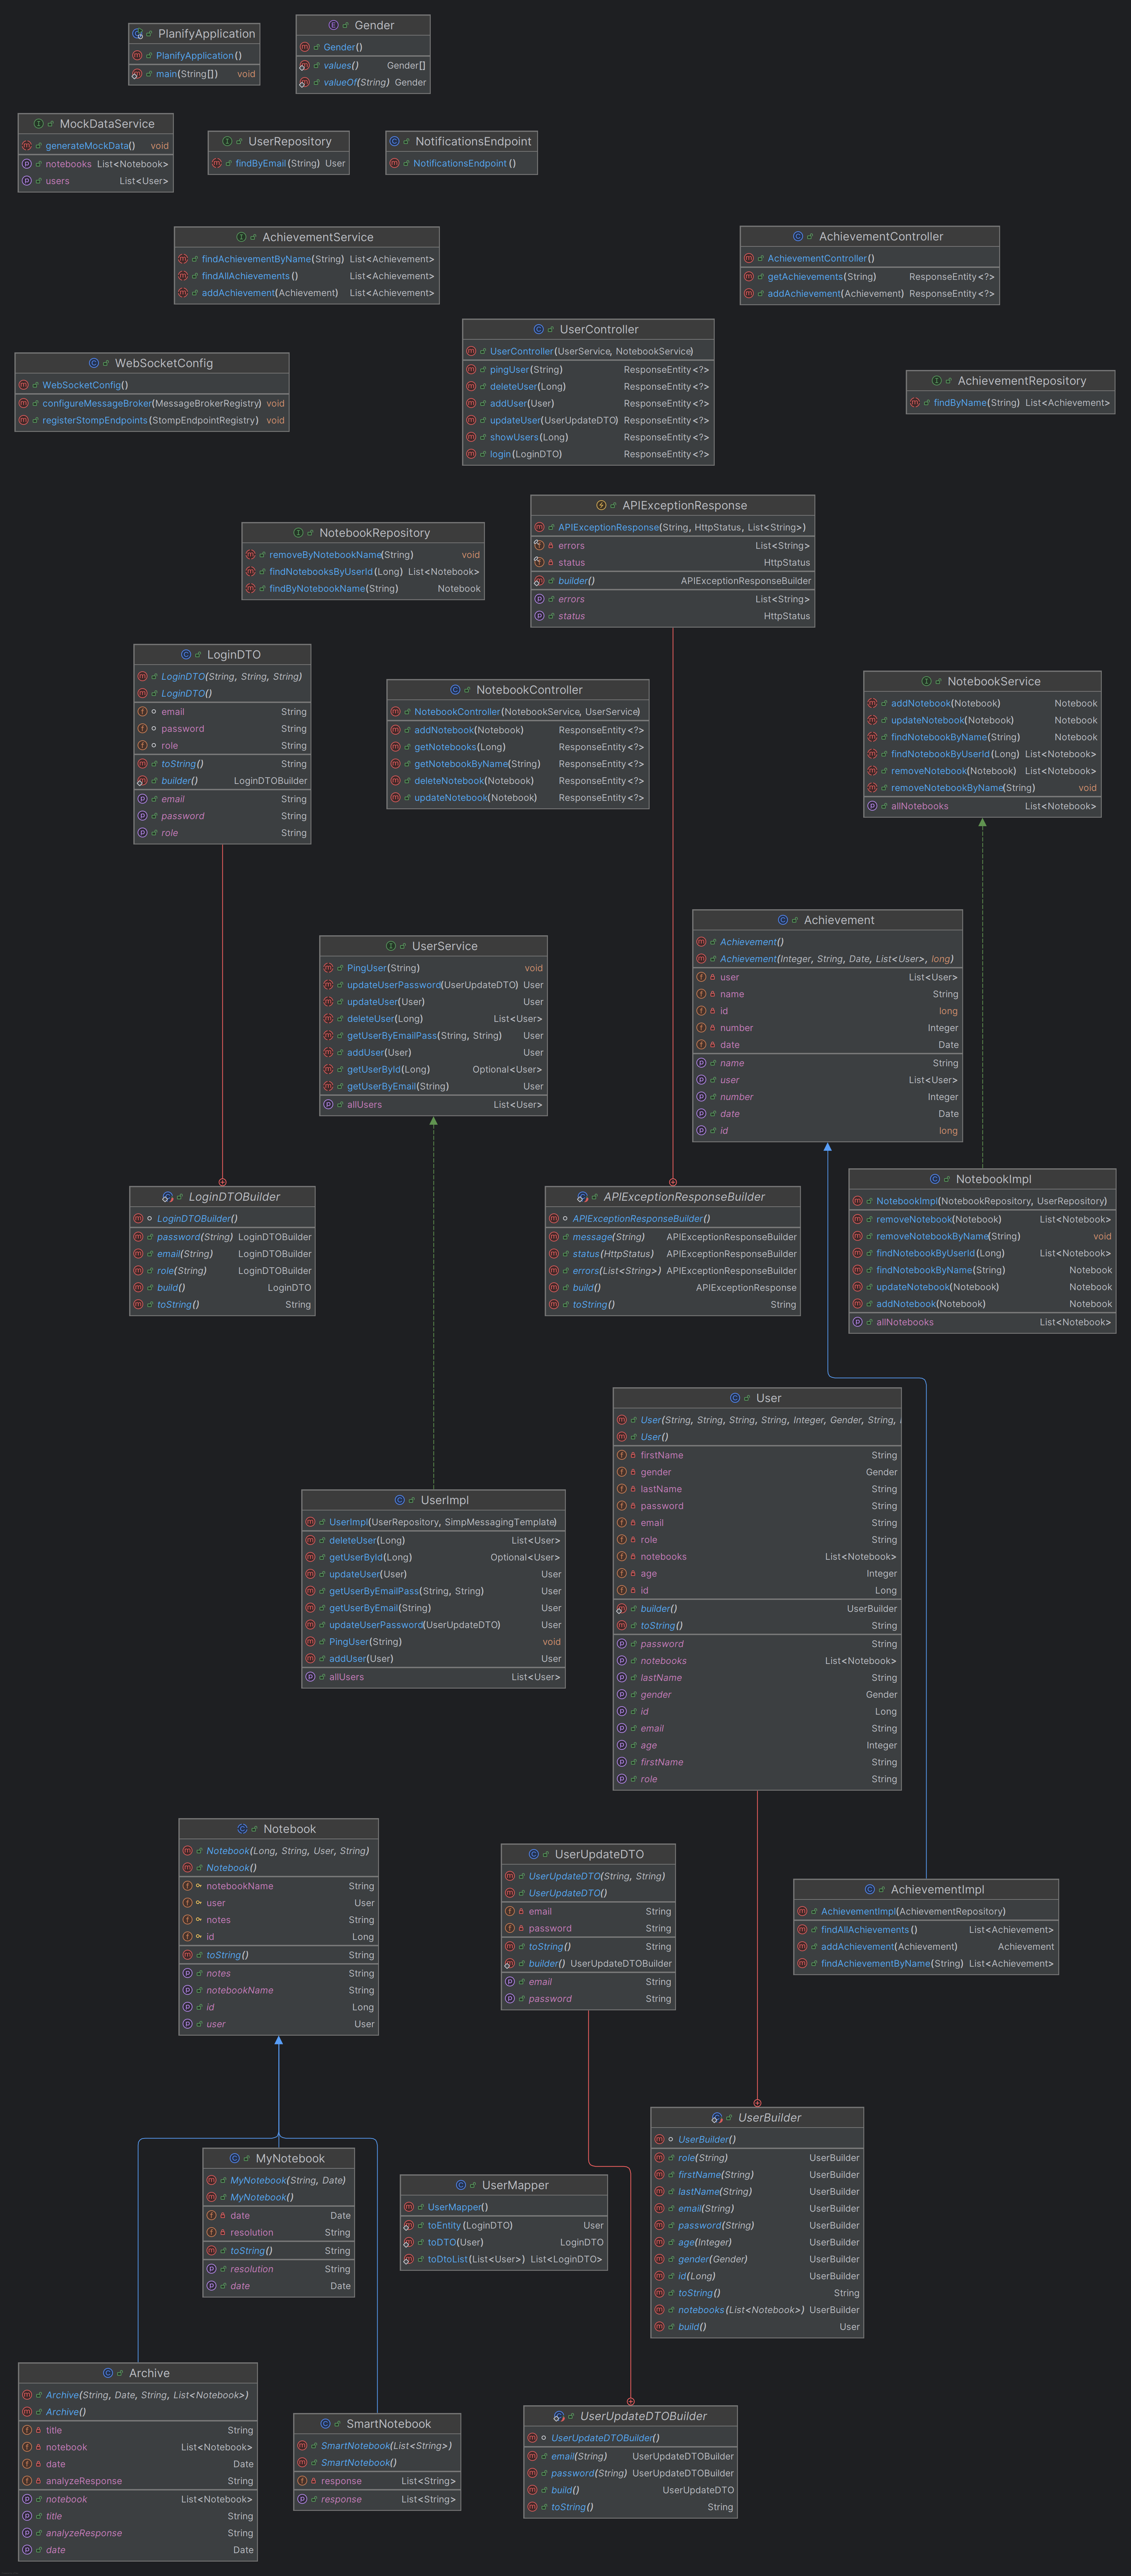 PlanifyApplication
PlanifyApplication()
main(String[]) void
Gender
Gender()
values() Gender[]
valueOf(String) Gender
MockDataService
generateMockData() void
notebooks List<Notebook>
users List<User>
UserRepository
findByEmail(String) User
NotificationsEndpoint
NotificationsEndpoint()
AchievementService
findAchievementByName(String) List<Achievement>
findAllAchievements() List<Achievement>
addAchievement(Achievement) List<Achievement>
AchievementController
AchievementController()
getAchievements(String) ResponseEntity<?>
addAchievement(Achievement) ResponseEntity<?>
UserController
UserController(UserService, NotebookService)
pingUser(String) ResponseEntity<?>
deleteUser(Long) ResponseEntity<?>
addUser(User) ResponseEntity<?>
updateUser(UserUpdateDTO) ResponseEntity<?>
showUsers(Long) ResponseEntity<?>
login(LoginDTO) ResponseEntity<?>
WebSocketConfig
WebSocketConfig()
configureMessageBroker(MessageBrokerRegistry) void
registerStompEndpoints(StompEndpointRegistry) void
AchievementRepository
findByName(String) List<Achievement>
APIExceptionResponse
APIExceptionResponse(String, HttpStatus, List<String>)
errors List<String>
status HttpStatus
builder() APIExceptionResponseBuilder
errors List<String>
status HttpStatus
NotebookRepository
removeByNotebookName(String) void
findNotebooksByUserId(Long) List<Notebook>
findByNotebookName(String) Notebook
LoginDTO
LoginDTO(String, String, String)
LoginDTO()
email String
password String
role String
toString() String
builder() LoginDTOBuilder
email String
password String
role String
NotebookController
NotebookController(NotebookService, UserService)
addNotebook(Notebook) ResponseEntity<?>
getNotebooks(Long) ResponseEntity<?>
getNotebookByName(String) ResponseEntity<?>
deleteNotebook(Notebook) ResponseEntity<?>
updateNotebook(Notebook) ResponseEntity<?>
NotebookService
addNotebook(Notebook) Notebook
updateNotebook(Notebook) Notebook
findNotebookByName(String) Notebook
findNotebookByUserId(Long) List<Notebook>
removeNotebook(Notebook) List<Notebook>
removeNotebookByName(String) void
allNotebooks List<Notebook>
Achievement
Achievement()
Achievement(Integer, String, Date, List<User>, long)
user List<User>
name String
id long
number Integer
date Date
name String
user List<User>
number Integer
date Date
id long
UserService
PingUser(String) void
updateUserPassword(UserUpdateDTO) User
updateUser(User) User
deleteUser(Long) List<User>
getUserByEmailPass(String, String) User
addUser(User) User
getUserById(Long) Optional<User>
getUserByEmail(String) User
allUsers List<User>
NotebookImpl
NotebookImpl(NotebookRepository, UserRepository)
removeNotebook(Notebook) List<Notebook>
removeNotebookByName(String) void
findNotebookByUserId(Long) List<Notebook>
findNotebookByName(String) Notebook
updateNotebook(Notebook) Notebook
addNotebook(Notebook) Notebook
allNotebooks List<Notebook>
LoginDTOBuilder
LoginDTOBuilder()
password(String) LoginDTOBuilder
email(String) LoginDTOBuilder
role(String) LoginDTOBuilder
build() LoginDTO
toString() String
APIExceptionResponseBuilder
APIExceptionResponseBuilder()
message(String) APIExceptionResponseBuilder
status(HttpStatus) APIExceptionResponseBuilder
errors(List<String>) APIExceptionResponseBuilder
build() APIExceptionResponse
toString() String
User
User(String, String, String, String, Integer, Gender, String,
User()
firstName String
gender Gender
lastName String
password String
email String
role String
notebooks List<Notebook>
age Integer
id Long
builder() UserBuilder
toString() String
password String
notebooks List<Notebook>
lastName String
gender Gender
id Long
email String
age Integer
firstName String
role String
UserImpl
UserImpl(UserRepository, SimpMessagingTemplate)
deleteUser(Long) List<User>
getUserById(Long) Optional<User>
updateUser(User) User
getUserByEmailPass(String, String) User
getUserByEmail(String) User
updateUserPassword(UserUpdateDTO) User
PingUser(String) void
addUser(User) User
allUsers List<User>
Notebook
Notebook(Long, String, User, String)
Notebook()
notebookName String
user User
notes String
id Long
toString() String
notes String
notebookName String
id Long
user User
UserUpdateDTO
UserUpdateDTO(String, String)
UserUpdateDTO()
email String
password String
toString() String
builder() UserUpdateDTOBuilder
email String
password String
AchievementImpl
AchievementImpl(AchievementRepository)
findAllAchievements() List<Achievement>
addAchievement(Achievement) Achievement
findAchievementByName(String) List<Achievement>
UserBuilder
UserBuilder()
role(String) UserBuilder
firstName(String) UserBuilder
lastName(String) UserBuilder
email(String) UserBuilder
password(String) UserBuilder
age(Integer) UserBuilder
gender(Gender) UserBuilder
id(Long) UserBuilder
toString() String
notebooks(List<Notebook>) UserBuilder
build() User
MyNotebook
MyNotebook(String, Date)
MyNotebook()
date Date
resolution String
toString() String
resolution String
date Date
UserMapper
UserMapper()
toEntity(LoginDTO) User
toDTO(User) LoginDTO
toDtoList(List<User>) List<LoginDTO>
Archive
Archive(String, Date, String, List<Notebook>)
Archive()
title String
notebook List<Notebook>
date Date
analyzeResponse String
notebook List<Notebook>
title String
analyzeResponse String
date Date
SmartNotebook
SmartNotebook(List<String>)
SmartNotebook()
response List<String>
response List<String>
UserUpdateDTOBuilder
UserUpdateDTOBuilder()
email(String) UserUpdateDTOBuilder
password(String) UserUpdateDTOBuilder
build() UserUpdateDTO
toString() String